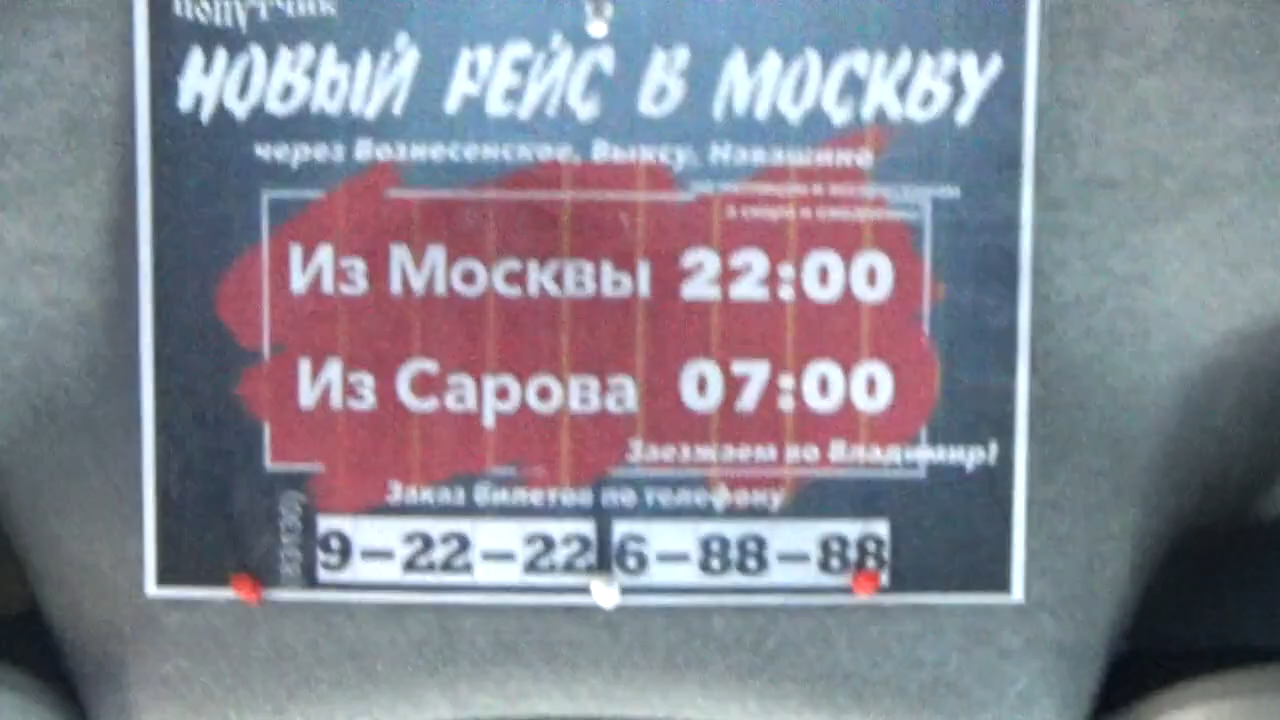 ПОПУТЧИК
НОВЫЙ РЕЙС В МОСКВУ
через Вознесенское, Выксу, Навашино
Из Москвы 22:00
Из Сарова 07:00
Заезжаем во Владимир!
Заказ билетов по телефону
9-22-22 6-88-88